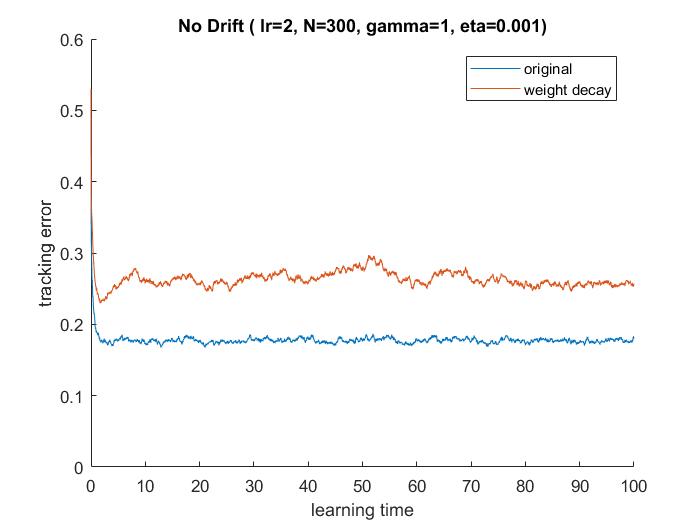 No Drift ( lr=2, N=300, gamma=1, eta=0.001)
original
weight decay
0.6
0.5
0.4
0.3
0.2
0.1
0
tracking error
0 10 20 30 40 50 60 70 80 90 100
learning time